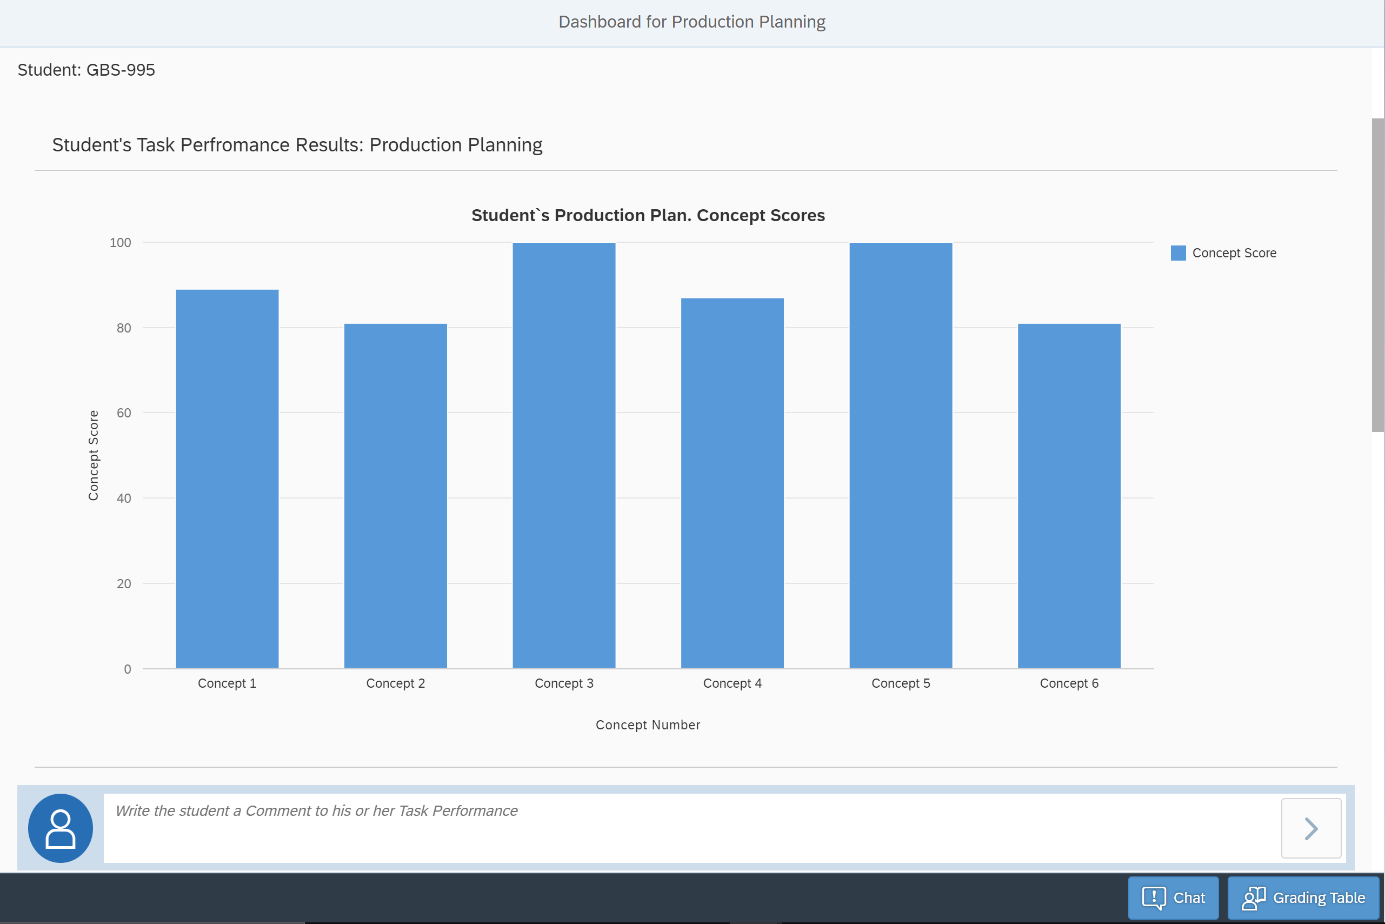 Dashboard for Production Planning
Student: GBS-995
Student's Task Perfromance Results: Production Planning
Student`s Production Plan. Concept Scores
Concept Score
100
80
60
40
20
0
Concept Score
Concept 1
Concept 2
Concept 3
Concept 4
Concept 5
Concept 6
Concept Number
Write the student a Comment to his or her Task Performance
Chat
Grading Table